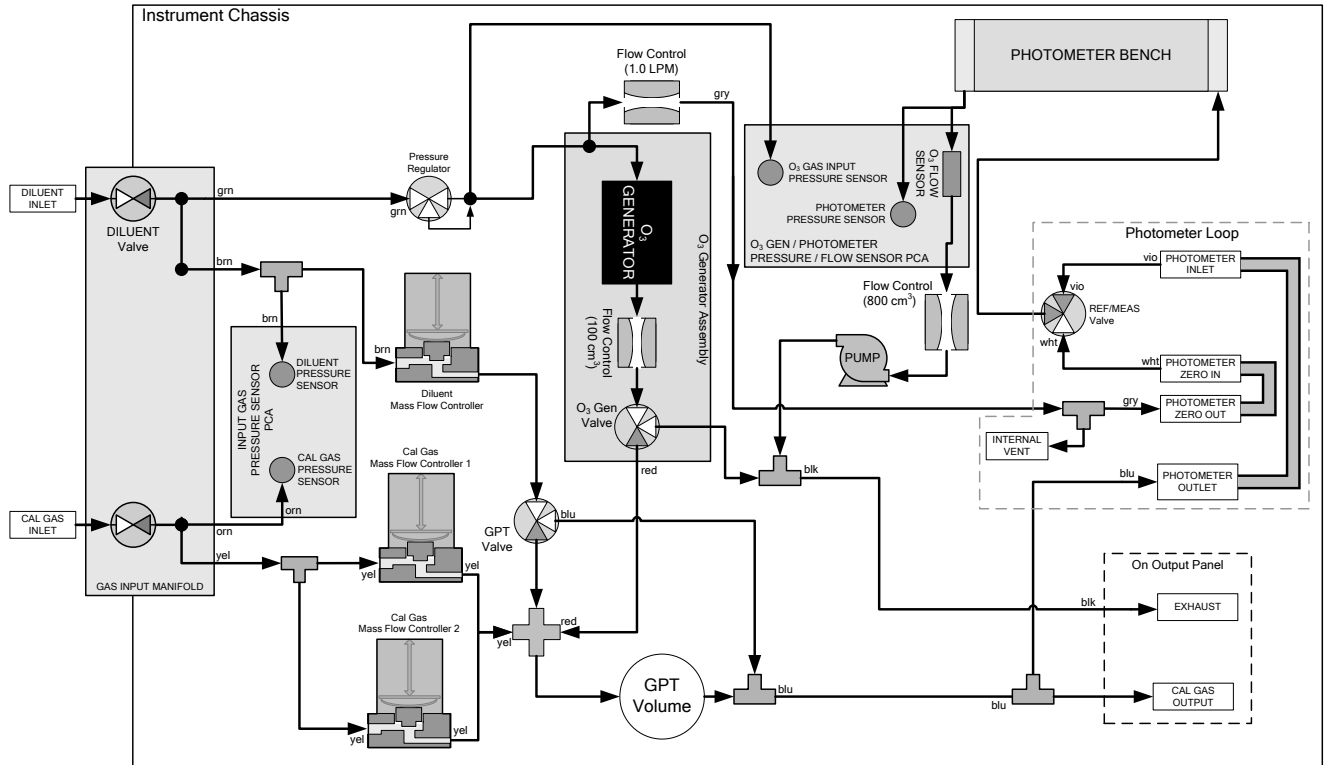 Instrument Chassis
Flow Control
(1.0 LPM)
gry
PHOTOMETER BENCH
Pressure
Regulator
O₃ GAS INPUT
PRESSURE SENSOR
O₃ FLOW
SENSOR
PHOTOMETER
PRESSURE SENSOR
O₃ GEN / PHOTOMETER
PRESSURE / FLOW SENSOR PCA
DILUENT
INLET
DILUENT
Valve
grn
grn
O₃
GENERATOR
O₃ Generator Assembly
Photometer Loop
vio
PHOTOMETER
INLET
vio
REF/MEAS
Valve
wht
wht
PHOTOMETER
ZERO IN
gry
PHOTOMETER
ZERO OUT
INTERNAL
VENT
blu
PHOTOMETER
OUTLET
brn
brn
brn
Flow Control
(800 cm³)
PUMP
Flow Control
(100 cm³)
DILUENT
PRESSURE
SENSOR
INPUT GAS
PRESSURE SENSOR
PCA
CAL GAS
PRESSURE
SENSOR
Diluent
Mass Flow Controller
O₃ Gen
Valve
red
blk
Cal Gas
Mass Flow Controller 1
CAL GAS
INLET
orn
orn
yel
yel
yel
GPT
Valve
blu
GAS INPUT MANIFOLD
On Output Panel
blk
EXHAUST
Cal Gas
Mass Flow Controller 2
yel
red
yel
yel
GPT
Volume
blu
blu
CAL GAS
OUTPUT